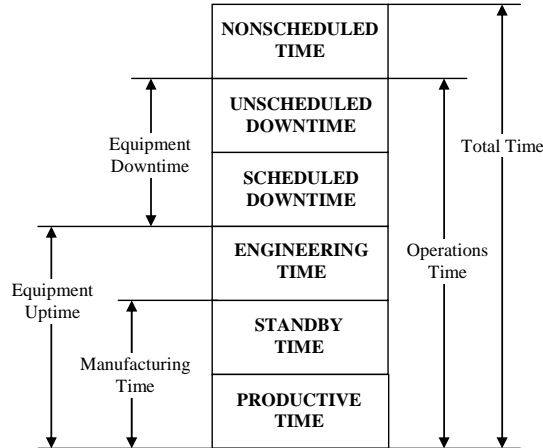 NONSCHEDULED
TIME
UNSCHEDULED
DOWNTIME
Equipment
Downtime
Total Time
SCHEDULED
DOWNTIME
ENGINEERING
TIME
Operations
Time
Equipment
Uptime
STANDBY
TIME
Manufacturing
Time
PRODUCTIVE
TIME